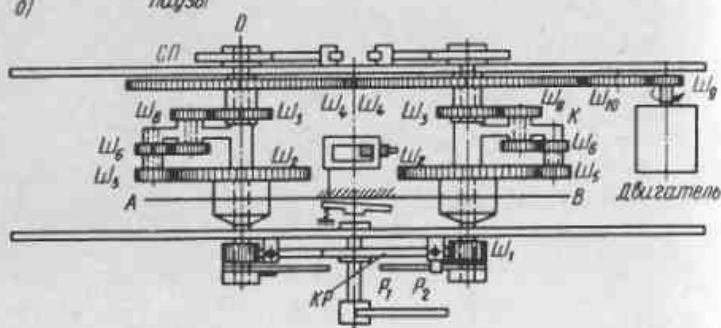 б) паузы
О
СП
Ш₄ Ш₄ Ш₈ Ш₁₀ Ш₉
Ш₈ Ш₃ Ш₃ К
Ш₆ Ш₆
Ш₃ Ш₂ Ш₂ Ш₅ Двигатель
А В
Ш₁
КР Р₁ Р₂